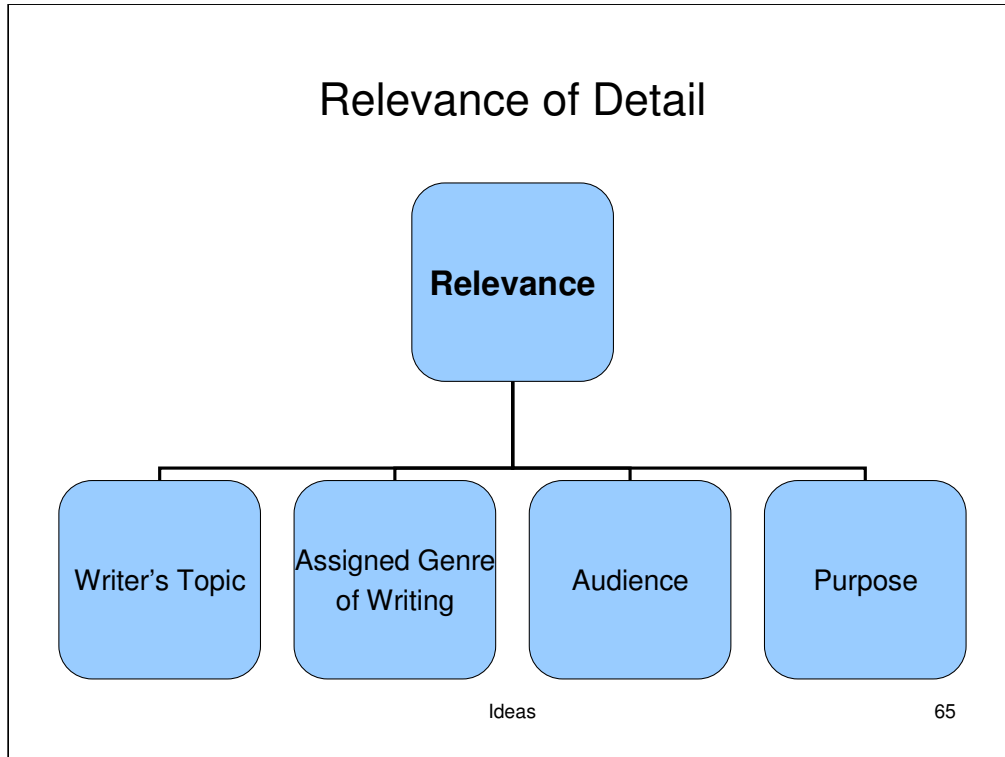 Relevance of Detail
Relevance
Writer's Topic
Assigned Genre
of Writing
Audience
Purpose
Ideas
65